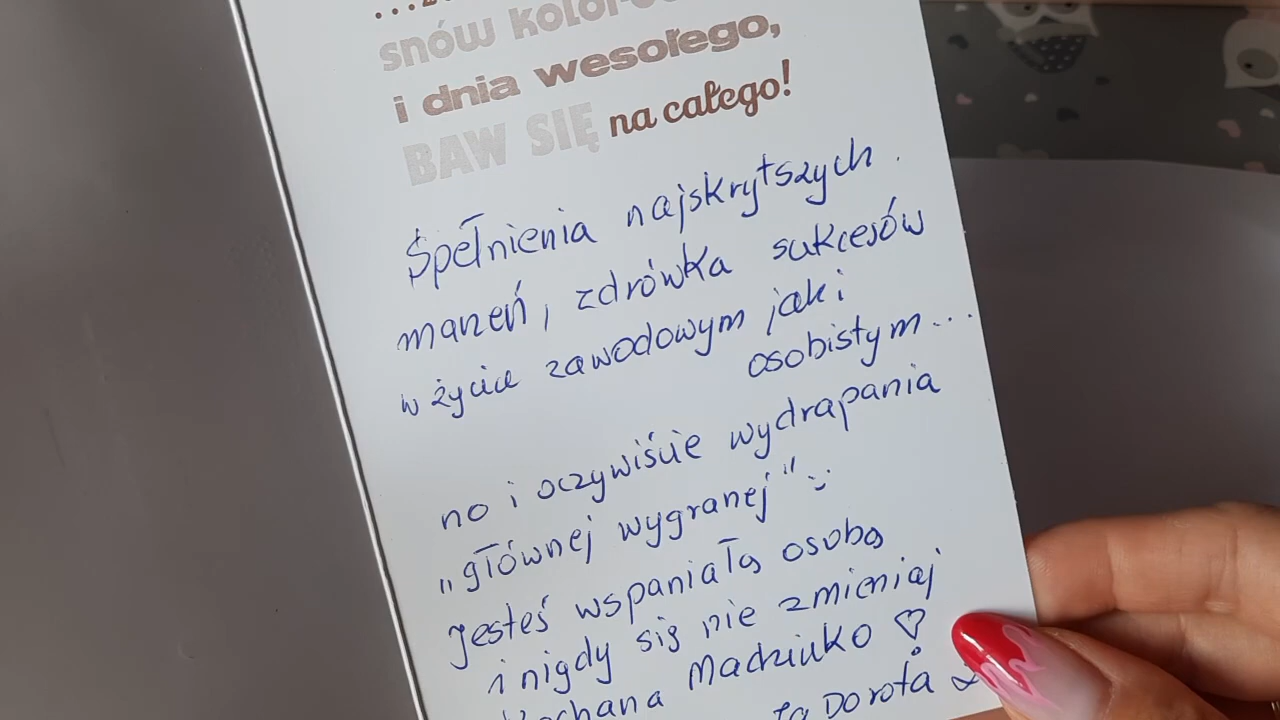 snów
i dnia wesołego,
BAW SIĘ na całego!
Spełnienia najskrytszych
marzeń, zdrówka sukcesów
w życiu zawodowym jak i
osobistym...
no i oczywiście wydrapania
„głównej wygranej"
Jesteś wspaniałą osobą
i nigdy się nie zmieniaj
Kochana Madziuko ♡
Dorota